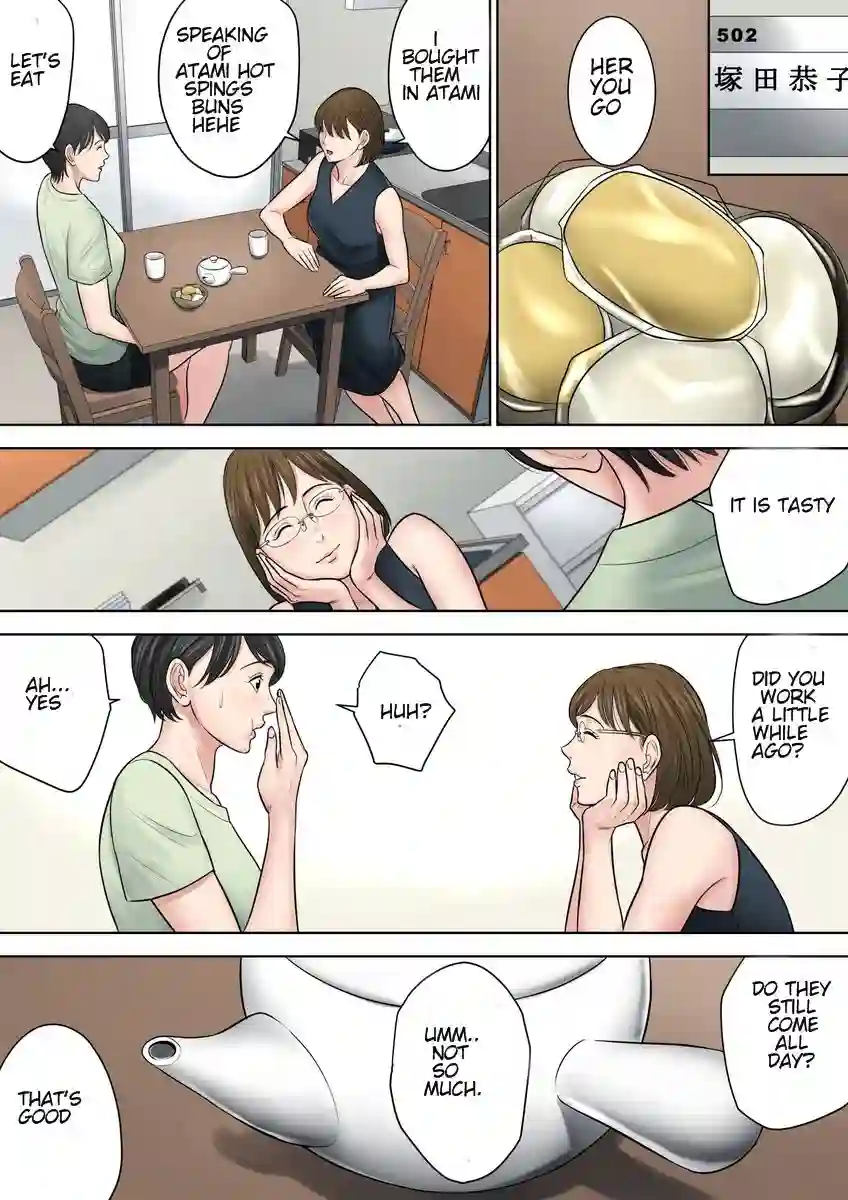 502
塚田恭子
HER
YOU
GO
I
BOUGHT
THEM
IN ATAMI
SPEAKING
OF
ATAMI HOT
SPINGS
BUNS
HEHE
LET'S
EAT
IT IS TASTY
DID YOU
WORK
A LITTLE
WHILE
AGO?
HUH?
AH...
YES
DO THEY
STILL
COME
ALL
DAY?
UMM..
NOT
SO
MUCH.
THAT'S
GOOD